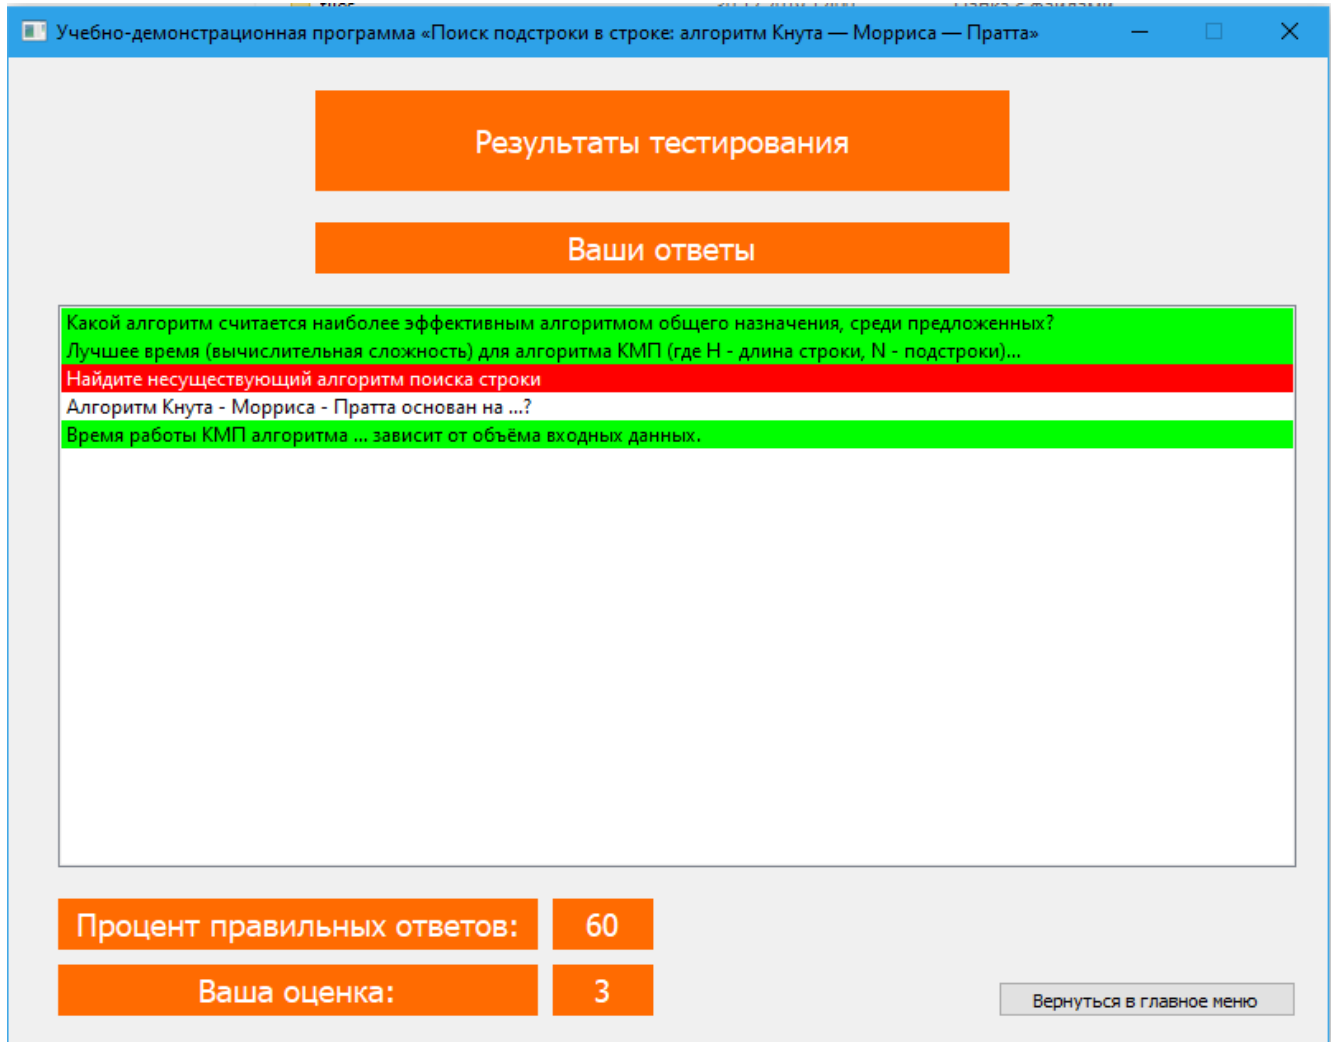 Учебно-демонстрационная программа «Поиск подстроки в строке: алгоритм Кнута — Морриса — Пратта»
Результаты тестирования
Ваши ответы
Какой алгоритм считается наиболее эффективным алгоритмом общего назначения, среди предложенных?
Лучшее время (вычислительная сложность) для алгоритма КМП (где H - длина строки, N - подстроки)...
Найдите несуществующий алгоритм поиска строки
Алгоритм Кнута - Морриса - Пратта основан на ...?
Время работы КМП алгоритма ... зависит от объёма входных данных.
Процент правильных ответов: 60
Ваша оценка: 3
Вернуться в главное меню